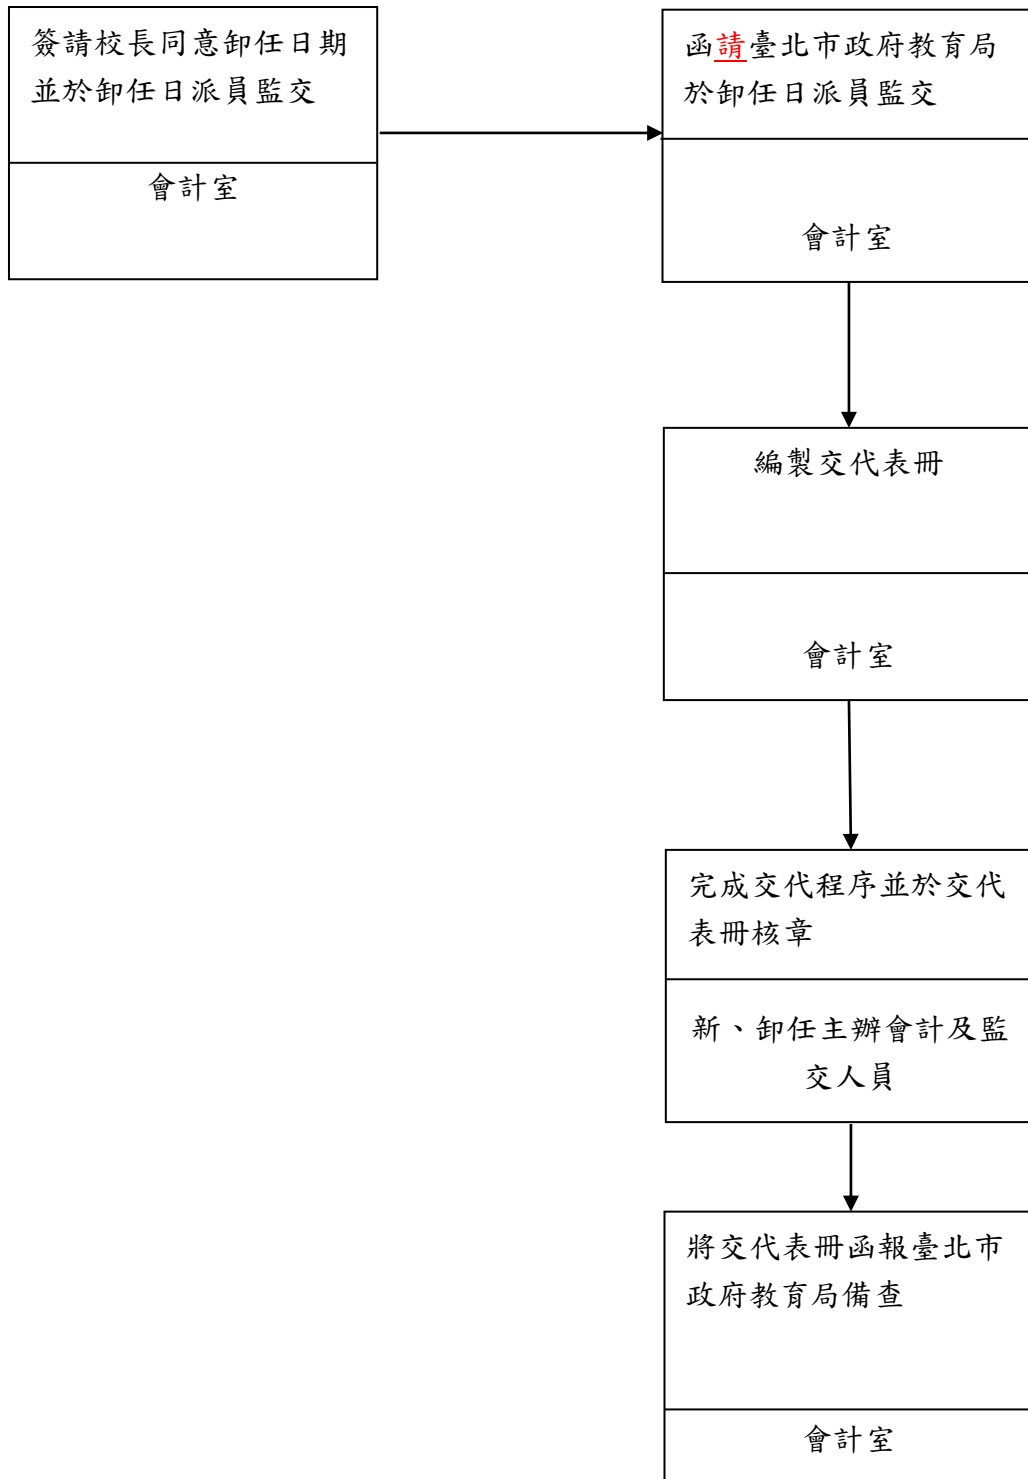 簽請校長同意卸任日期
並於卸任日派員監交
會計室
函請臺北市政府教育局
於卸任日派員監交
會計室
編製交代表冊
會計室
完成交代程序並於交代
表冊核章
新、卸任主辦會計及監
交人員
將交代表冊函報臺北市
政府教育局備查
會計室